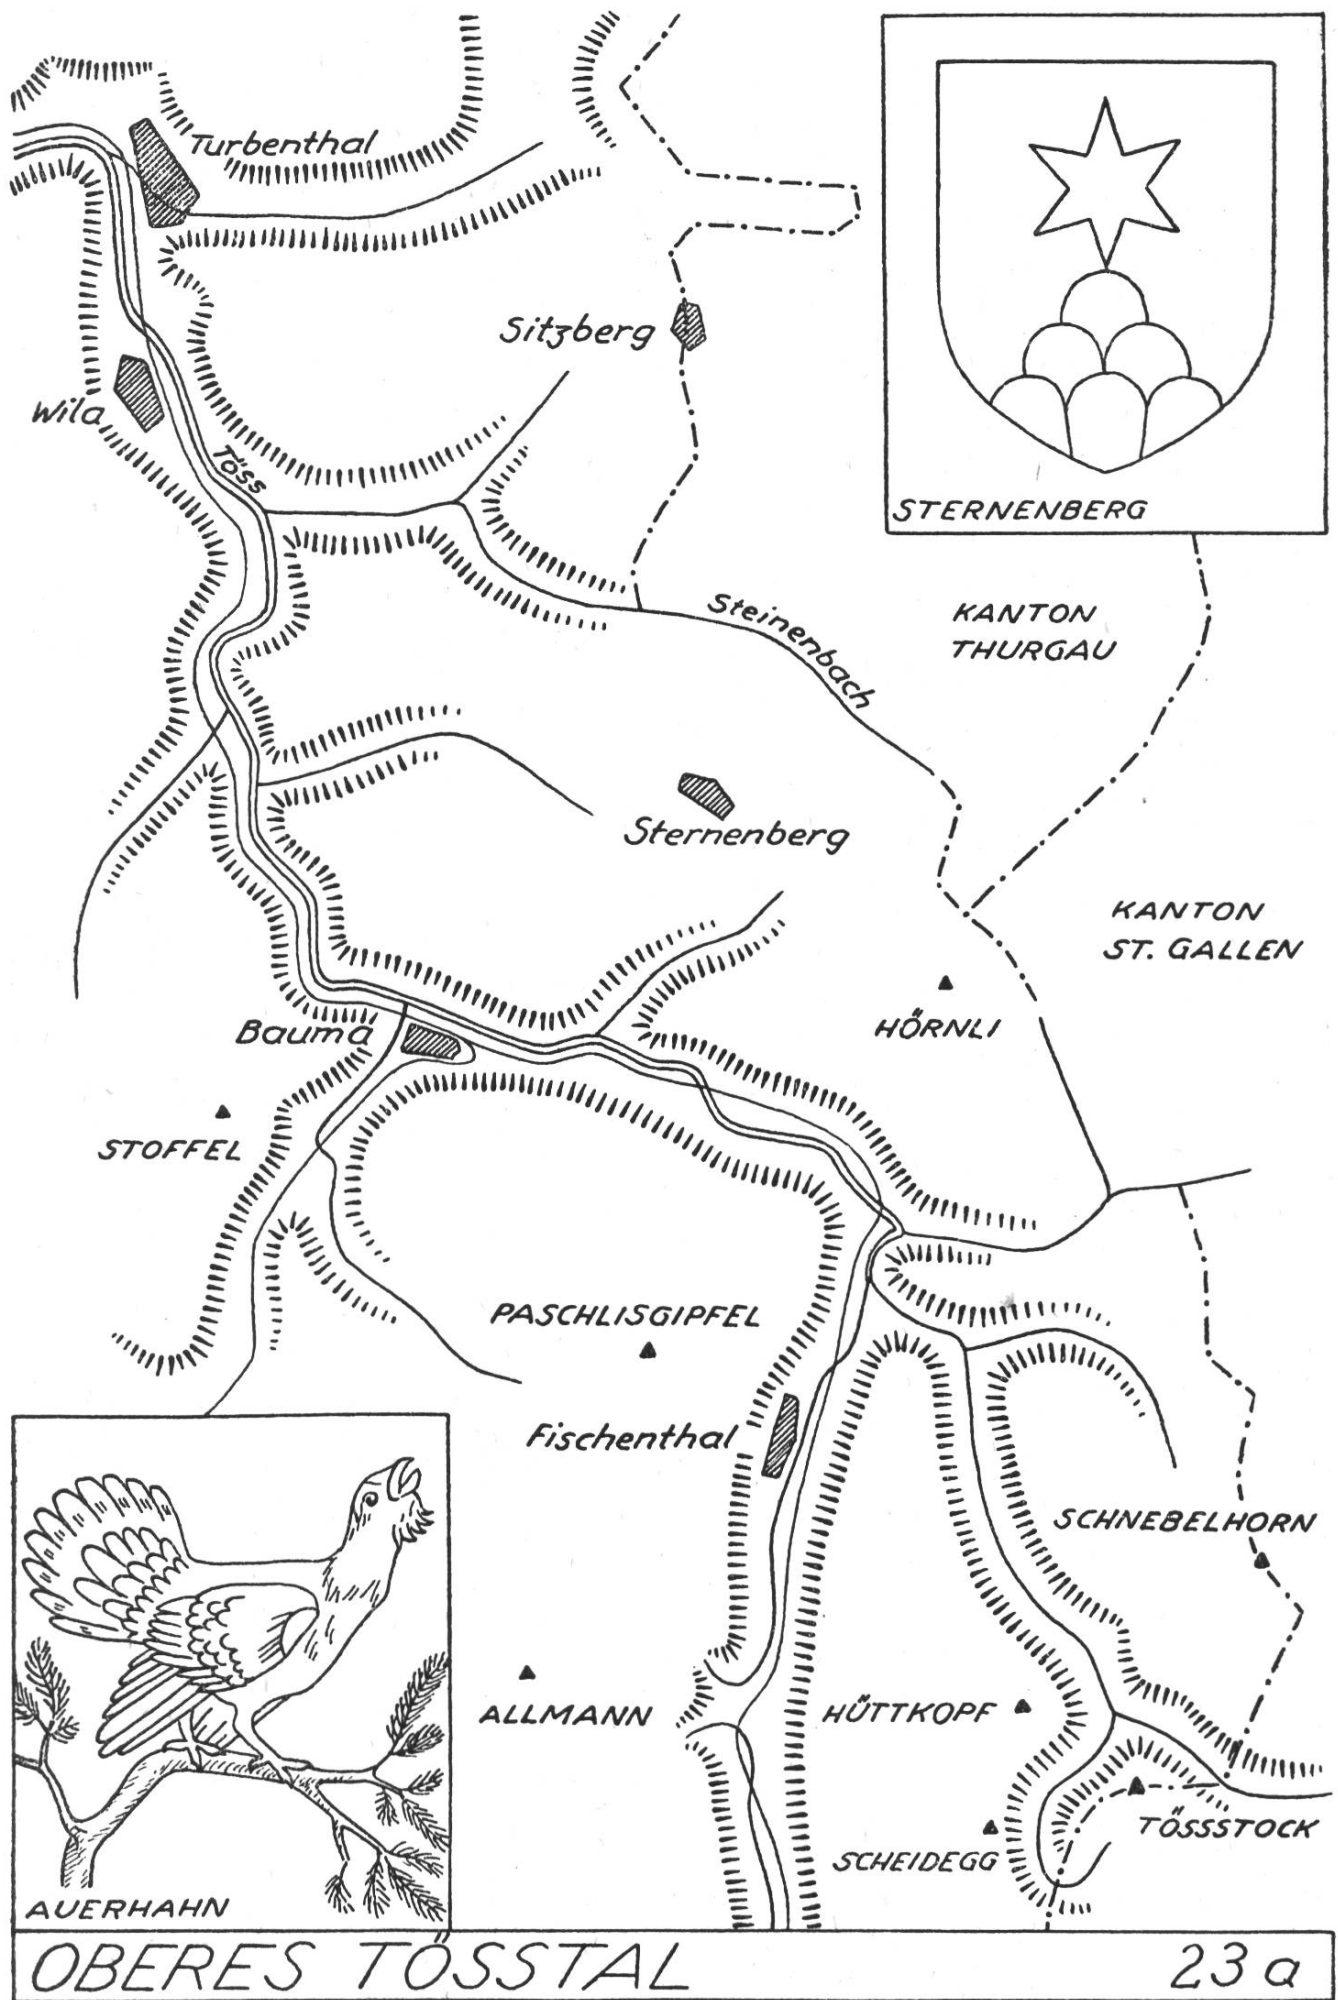 Turbenthal
Sitzberg
Wila
Töss
STERNENBERG
Steinenbach
KANTON
THURGAU
Sternenberg
KANTON
ST. GALLEN
HÖRNLI
Bauma
STOFFEL
PASCHLISGIPFEL
Fischenthal
SCHNEBELHORN
ALLMANN
HÜTTKOPF
TÖSSSTOCK
SCHEIDEGG
AUERHAHN
OBERES TÖSSTAL 23 a